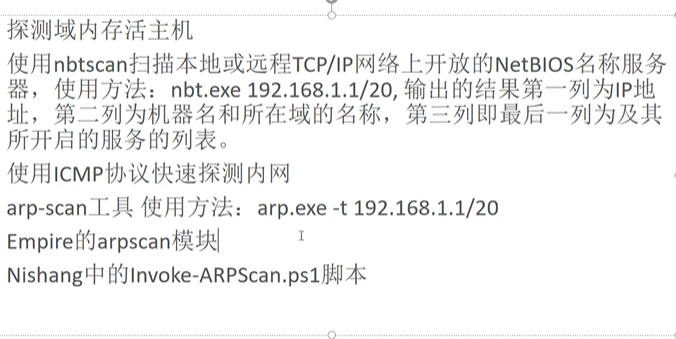 探测域内存活主机
使用nbtscan扫描本地或远程TCP/IP网络上开放的NetBIOS名称服务
器，使用方法：nbt.exe 192.168.1.1/20, 输出的结果第一列为IP地
址，第二列为机器名和所在域的名称，第三列即最后一列为及其
所开启的服务的列表。
使用ICMP协议快速探测内网
arp-scan工具 使用方法：arp.exe -t 192.168.1.1/20
Empire的arpscan模块
Nishang中的Invoke-ARPScan.ps1脚本